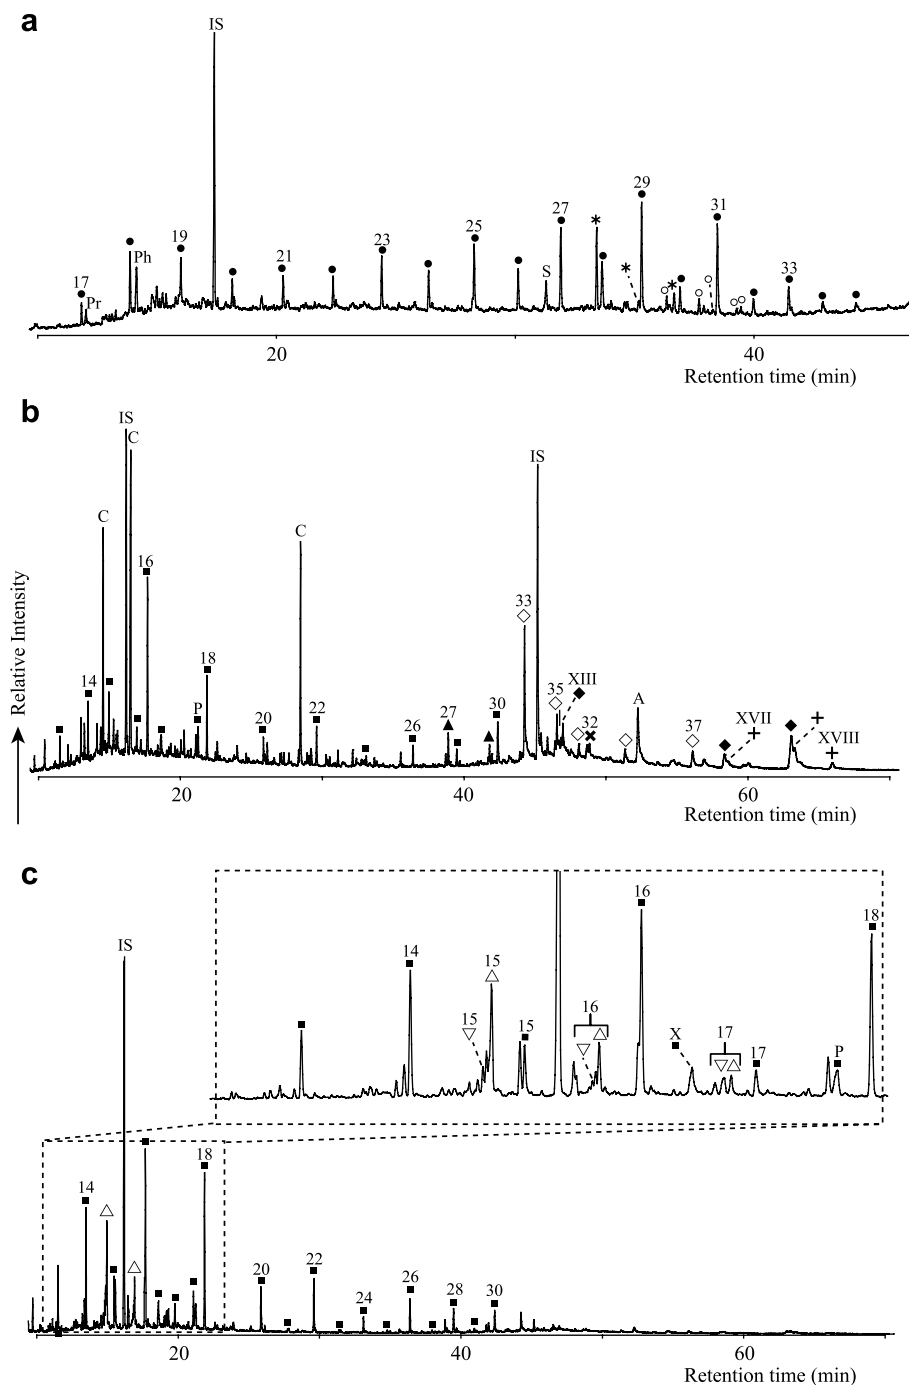 a
IS
29
31
27
25
19
23
S
Ph
21
33
17
Pr
20
40
Retention time (min)
b
IS
C
C
IS
C
16
33
14
18
P
20
22
26
27
30
35
XIII
32
A
37
XVII
XVIII
Relative Intensity
20
40
60
Retention time (min)
c
16
18
IS
14
15
16
15
15
X
17
17
P
14
18
20
22
24
26
28
30
20
40
60
Retention time (min)